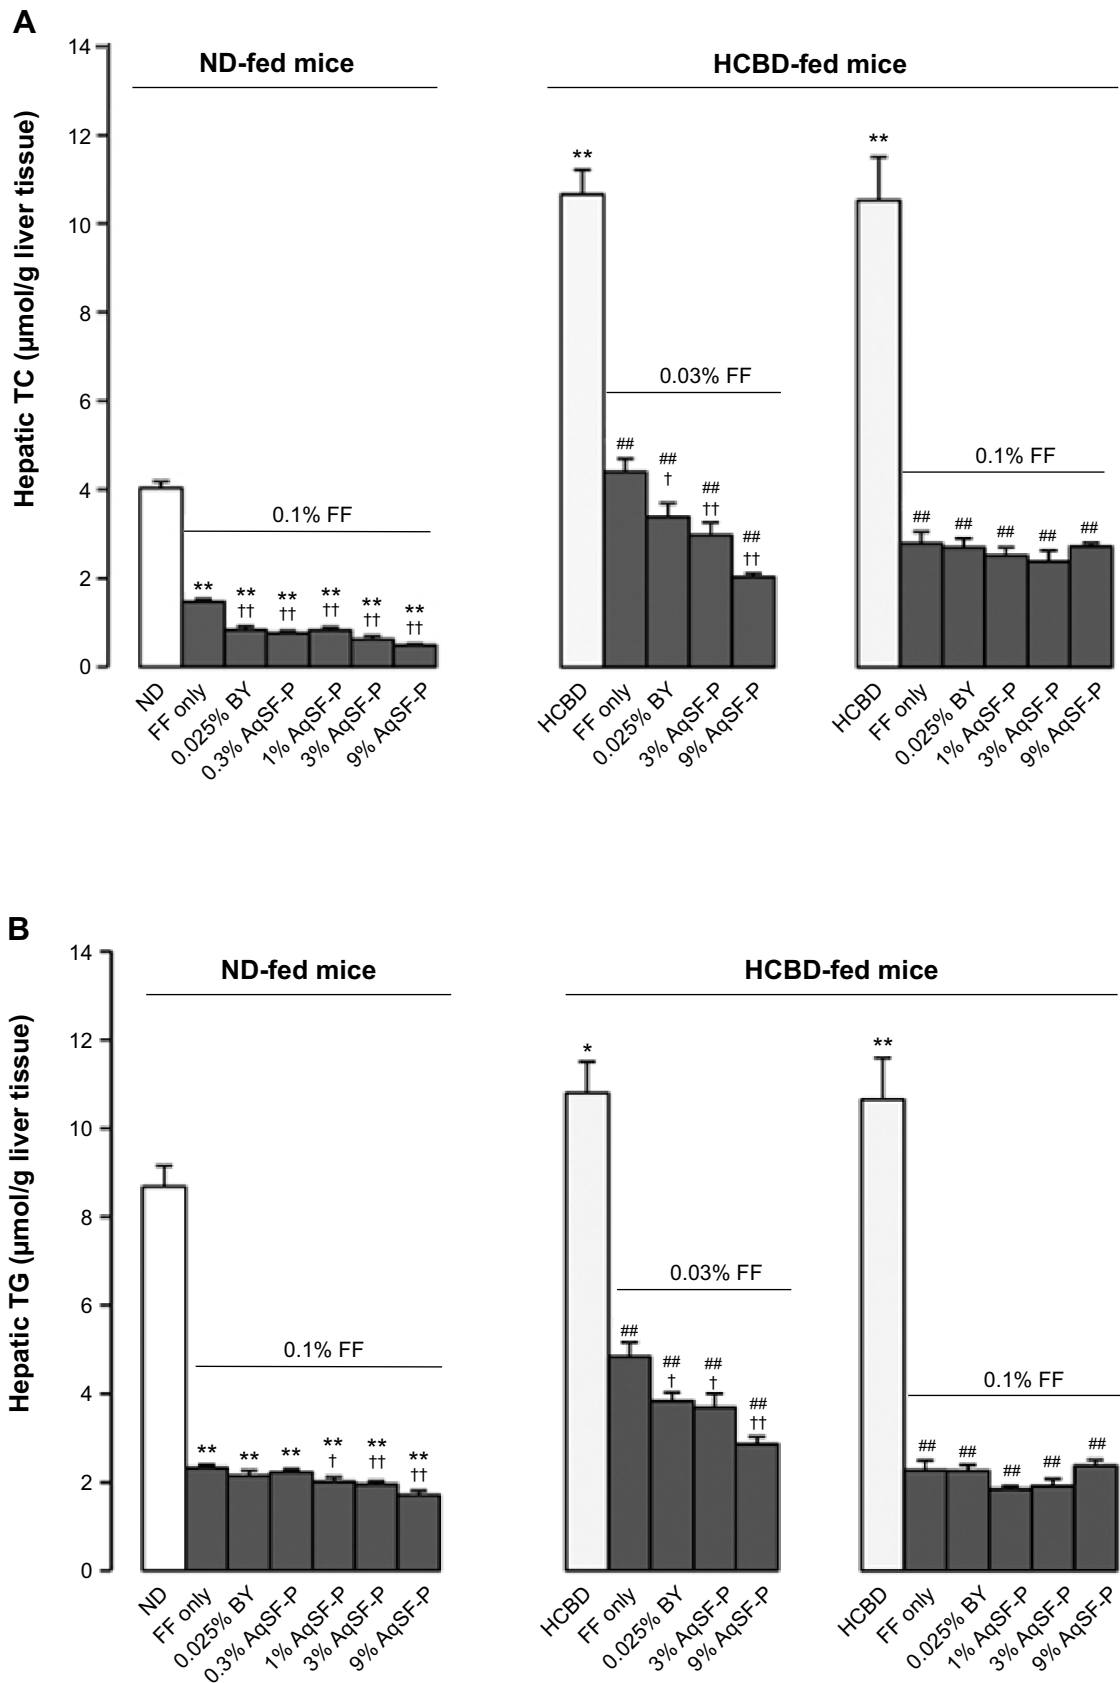 A
ND-fed mice
HCBD-fed mice
Hepatic TC (µmol/g liver tissue)
14
12
10
8
6
4
2
0
0.1% FF
**
**
††
**
††
**
††
**
††
**
††
**
0.03% FF
##
##
†
##
††
##
††
**
0.1% FF
##
##
##
##
##
ND
FF only
0.025% BY
0.3% AqSF-P
1% AqSF-P
3% AqSF-P
9% AqSF-P
HCBD
FF only
0.025% BY
3% AqSF-P
9% AqSF-P
HCBD
FF only
0.025% BY
1% AqSF-P
3% AqSF-P
9% AqSF-P
B
ND-fed mice
HCBD-fed mice
Hepatic TG (µmol/g liver tissue)
14
12
10
8
6
4
2
0
0.1% FF
**
**
**
**
†
**
††
**
††
*
0.03% FF
##
##
†
##
†
##
††
**
0.1% FF
##
##
##
##
##
ND
FF only
0.025% BY
0.3% AqSF-P
1% AqSF-P
3% AqSF-P
9% AqSF-P
HCBD
FF only
0.025% BY
3% AqSF-P
9% AqSF-P
HCBD
FF only
0.025% BY
1% AqSF-P
3% AqSF-P
9% AqSF-P